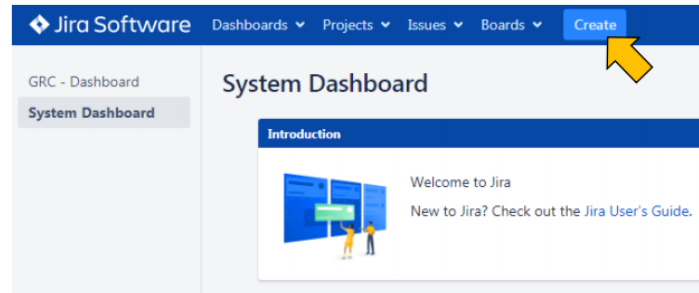 Jira Software Dashboards Projects Issues Boards Create
GRC - Dashboard
System Dashboard
System Dashboard
Introduction
Welcome to Jira
New to Jira? Check out the Jira User's Guide.